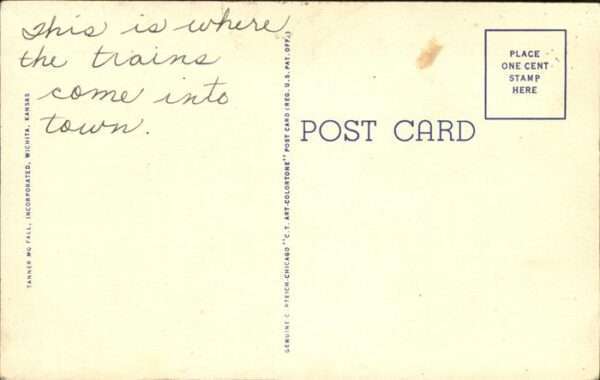 This is where
the trains
come into
town.
TANNER MC FALL, INCORPORATED, WICHITA, KANSAS
GENUINE C TEICH-CHICAGO "C.T. ART-COLORTONE" POST CARD (REG. U.S. PAT. OFF.)
POST CARD
PLACE
ONE CENT
STAMP
HERE